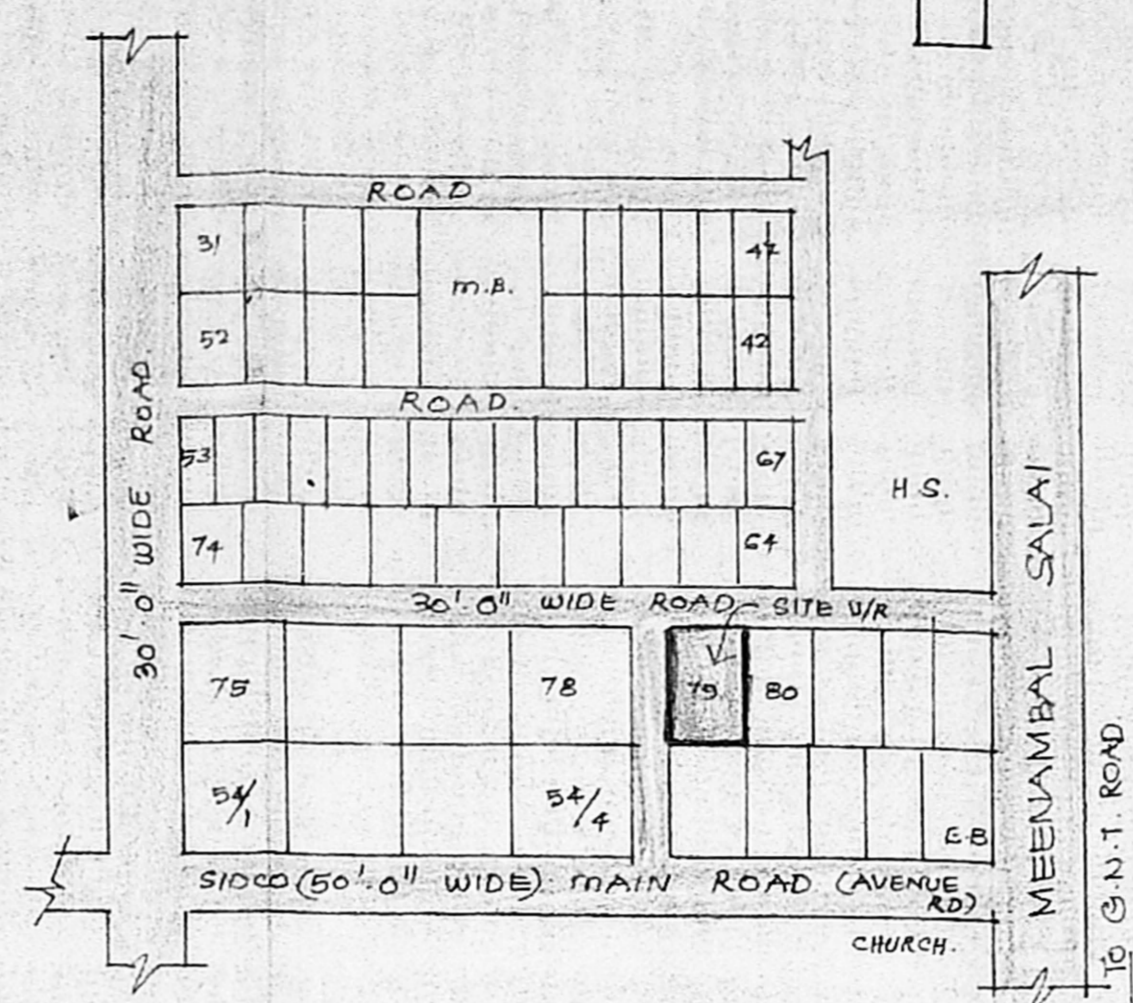 ROAD
31
47
M.B.
52
42
ROAD.
53
67
H S.
74
64
30'-0" WIDE ROAD
SITE U/R
75
78
79
80
54/1
54/4
E-B
SIDCO (50'-0" WIDE) MAIN ROAD (AVENUE
RD)
CHURCH.
30'-0" WIDE ROAD.
MEENAMBAL SALAI
TO G.N.T. ROAD.